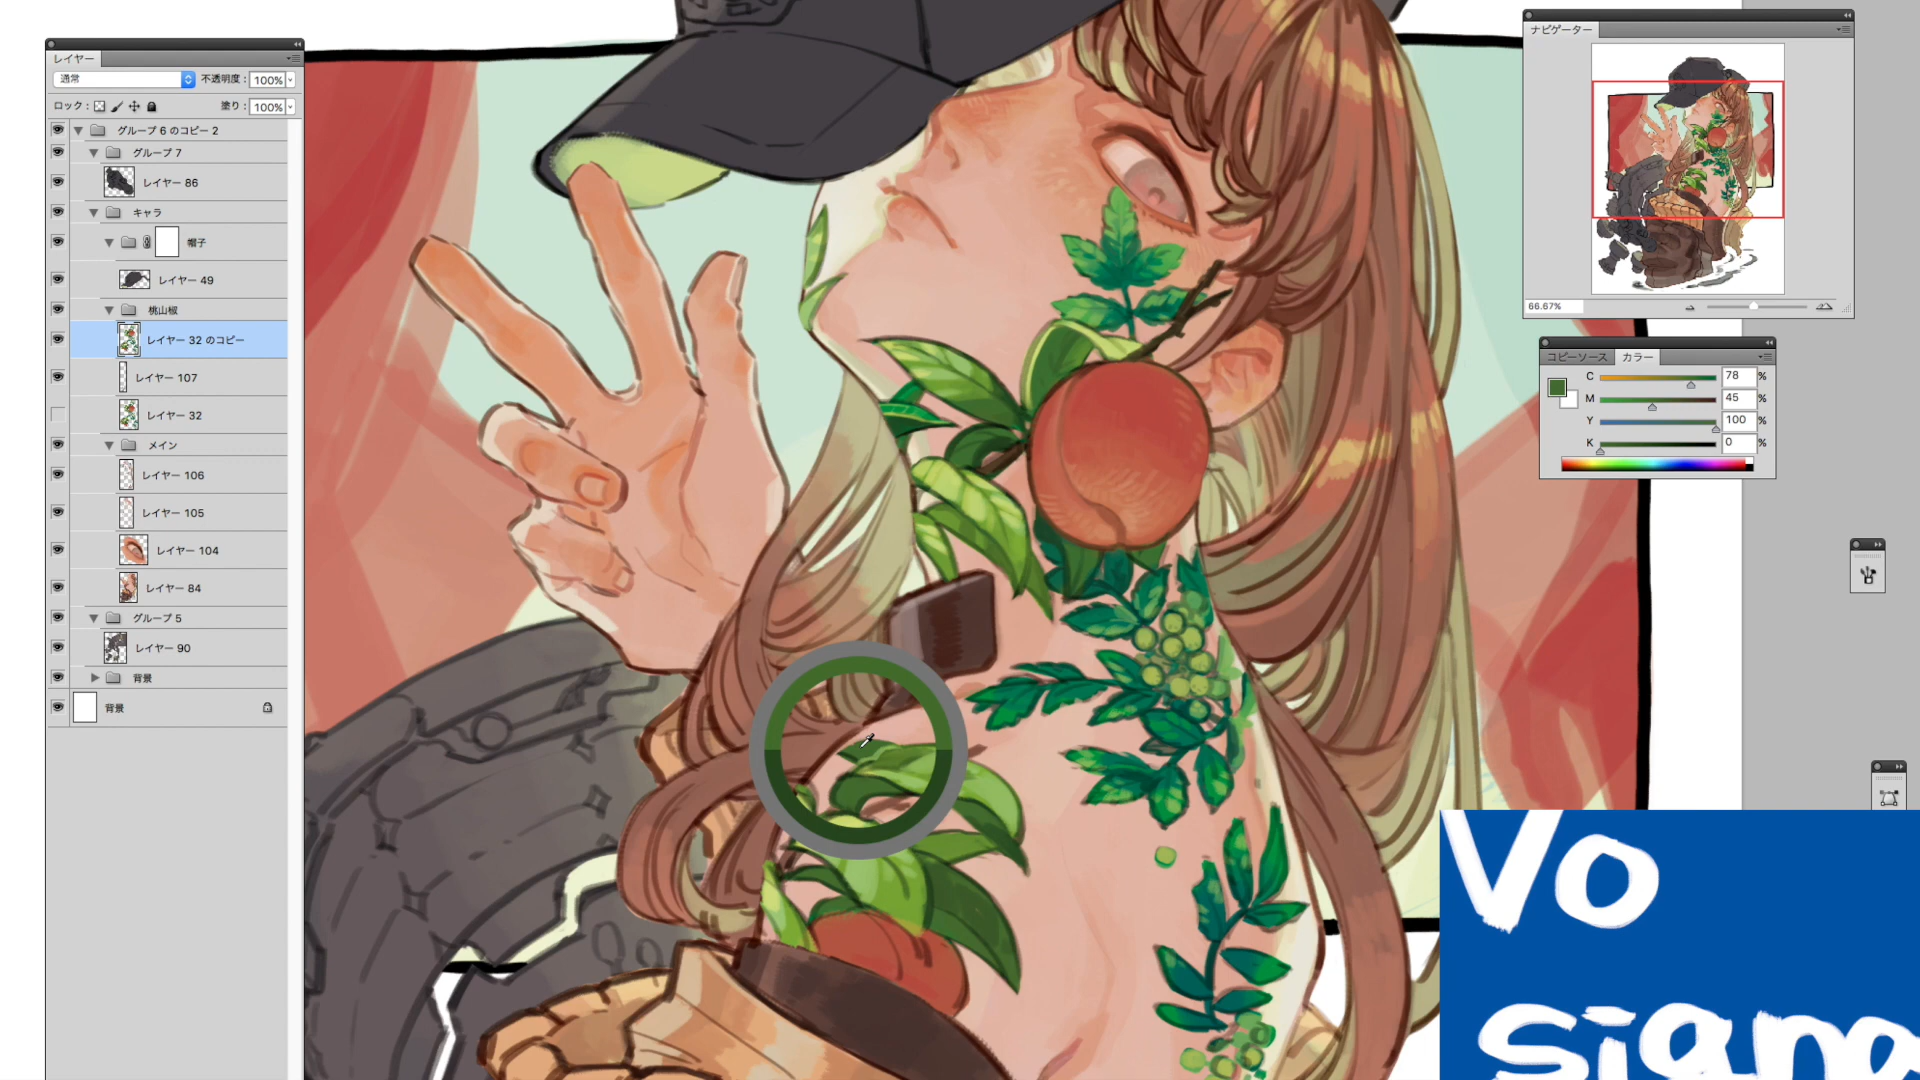 レイヤー
通常
不透明度: 100%
ロック:
塗り: 100%
グループ 6 のコピー 2
グループ 7
レイヤー 86
キャラ
帽子
レイヤー 49
桃山椒
レイヤー 32 のコピー
レイヤー 107
レイヤー 32
メイン
レイヤー 106
レイヤー 105
レイヤー 104
レイヤー 84
グループ 5
レイヤー 90
背景
背景
ナビゲーター
66.67%
コピーソース カラー
C 78 %
M 45 %
Y 100 %
K 0 %
Vo
signa